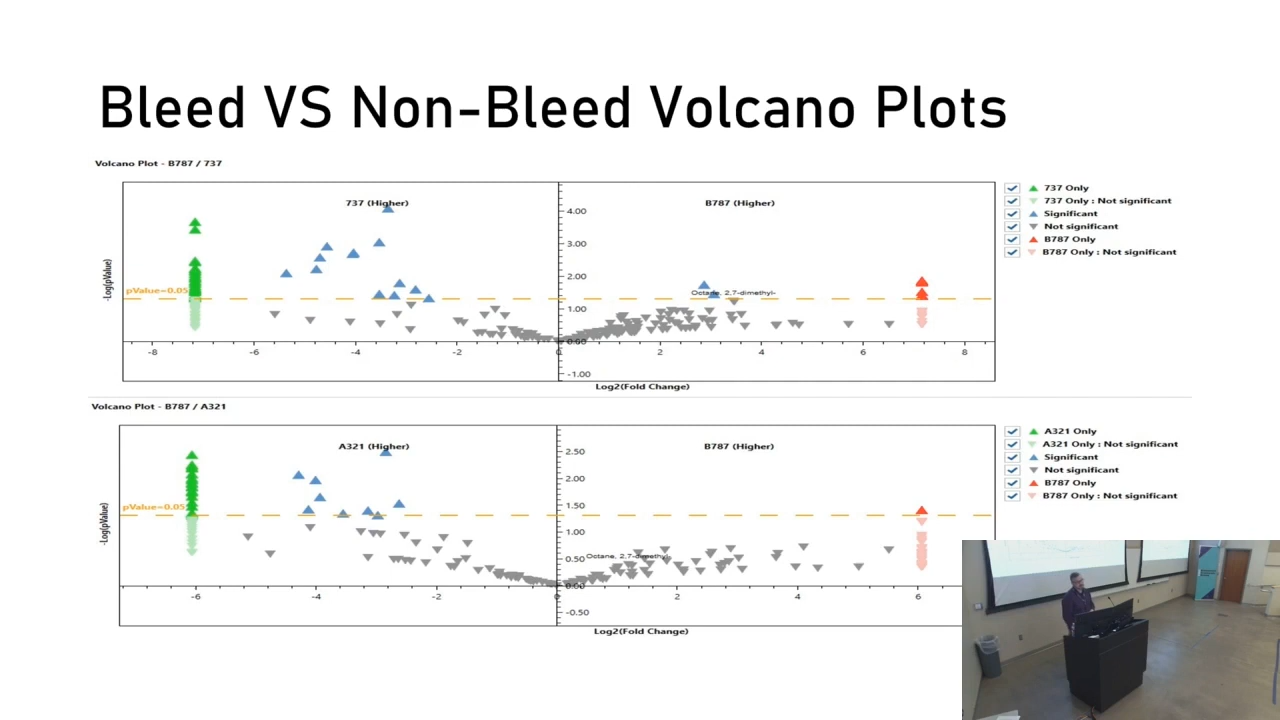 Bleed VS Non-Bleed Volcano Plots
Volcano Plot - B787 / 737
737 (Higher)
B787 (Higher)
4.00
3.00
2.00
1.00
0.00
-1.00
-Log(pValue)
pValue=0.05
Octane, 2,7-dimethyl-
-8 -6 -4 -2 0 2 4 6 8
Log2(Fold Change)
737 Only
737 Only : Not significant
Significant
Not significant
B787 Only
B787 Only : Not significant
Volcano Plot - B787 / A321
A321 (Higher)
B787 (Higher)
2.50
2.00
1.50
1.00
0.50
0.00
-0.50
-Log(pValue)
pValue=0.05
Octane, 2,7-dimethyl-
-6 -4 -2 0 2 4 6
Log2(Fold Change)
A321 Only
A321 Only : Not significant
Significant
Not significant
B787 Only
B787 Only : Not significant